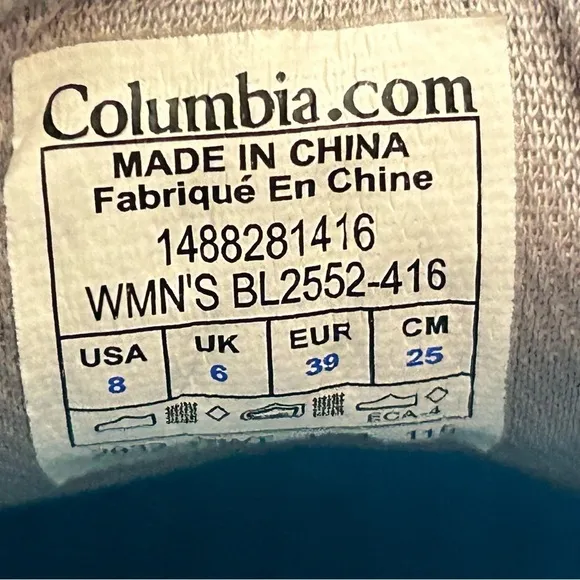 Columbia.com
MADE IN CHINA
Fabriqué En Chine
1488281416
WMN'S BL2552-416
USA UK EUR CM
8 6 39 25
ECA-4